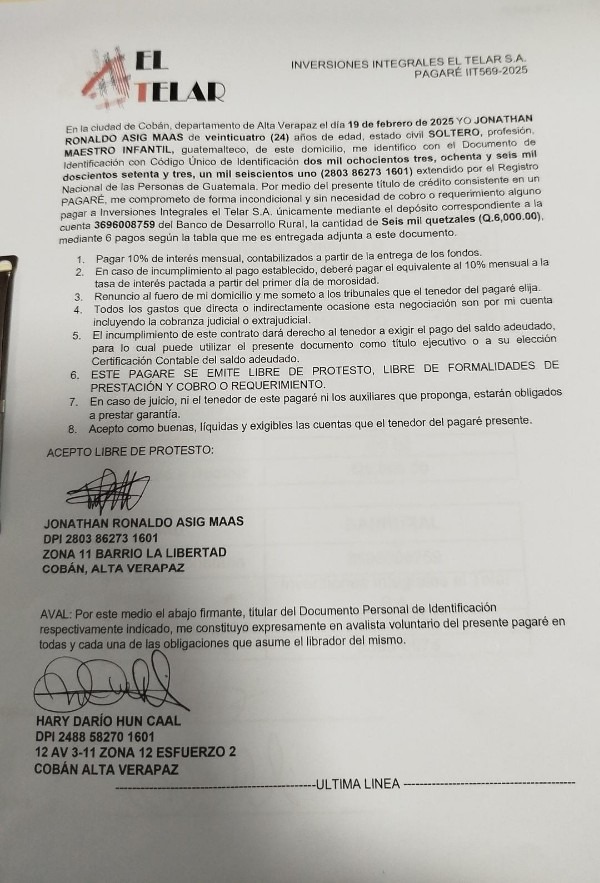 EL
TELAR
INVERSIONES INTEGRALES EL TELAR S.A.
PAGARÉ IIT569-2025
En la ciudad de Cobán, departamento de Alta Verapaz el día 19 de febrero de 2025 YO JONATHAN
RONALDO ASIG MAAS de veinticuatro (24) años de edad, estado civil SOLTERO, profesión,
MAESTRO INFANTIL, guatemalteco, de este domicilio, me identifico con el Documento de
Identificación con Código Único de Identificación dos mil ochocientos tres, ochenta y seis mil
doscientos setenta y tres, un mil seiscientos uno (2803 86273 1601) extendido por el Registro
Nacional de las Personas de Guatemala. Por medio del presente título de crédito consistente en un
PAGARÉ, me comprometo de forma incondicional y sin necesidad de cobro o requerimiento alguno
pagar a Inversiones Integrales el Telar S.A. únicamente mediante el depósito correspondiente a la
cuenta 3696008759 del Banco de Desarrollo Rural, la cantidad de Seis mil quetzales (Q.6,000.00),
mediante 6 pagos según la tabla que me es entregada adjunta a este documento.
1. Pagar 10% de interés mensual, contabilizados a partir de la entrega de los fondos.
2. En caso de incumplimiento al pago establecido, deberé pagar el equivalente al 10% mensual a la
tasa de interés pactada a partir del primer día de morosidad.
3. Renuncio al fuero de mi domicilio y me someto a los tribunales que el tenedor del pagaré elija.
4. Todos los gastos que directa o indirectamente ocasione esta negociación son por mi cuenta
incluyendo la cobranza judicial o extrajudicial.
5. El incumplimiento de este contrato dará derecho al tenedor a exigir el pago del saldo adeudado,
para lo cual puede utilizar el presente documento como título ejecutivo o a su elección
Certificación Contable del saldo adeudado.
6. ESTE PAGARE SE EMITE LIBRE DE PROTESTO, LIBRE DE FORMALIDADES DE
PRESTACIÓN Y COBRO O REQUERIMIENTO.
7. En caso de juicio, ni el tenedor de este pagaré ni los auxiliares que proponga, estarán obligados
a prestar garantía.
8. Acepto como buenas, líquidas y exigibles las cuentas que el tenedor del pagaré presente.
ACEPTO LIBRE DE PROTESTO:
JONATHAN RONALDO ASIG MAAS
DPI 2803 86273 1601
ZONA 11 BARRIO LA LIBERTAD
COBÁN, ALTA VERAPAZ
AVAL: Por este medio el abajo firmante, titular del Documento Personal de Identificación
respectivamente indicado, me constituyo expresamente en avalista voluntario del presente pagaré en
todas y cada una de las obligaciones que asume el librador del mismo.
HARY DARÍO HUN CAAL
DPI 2488 58270 1601
12 AV 3-11 ZONA 12 ESFUERZO 2
COBÁN ALTA VERAPAZ
----------------------------------------ULTIMA LINEA -----------------------------------